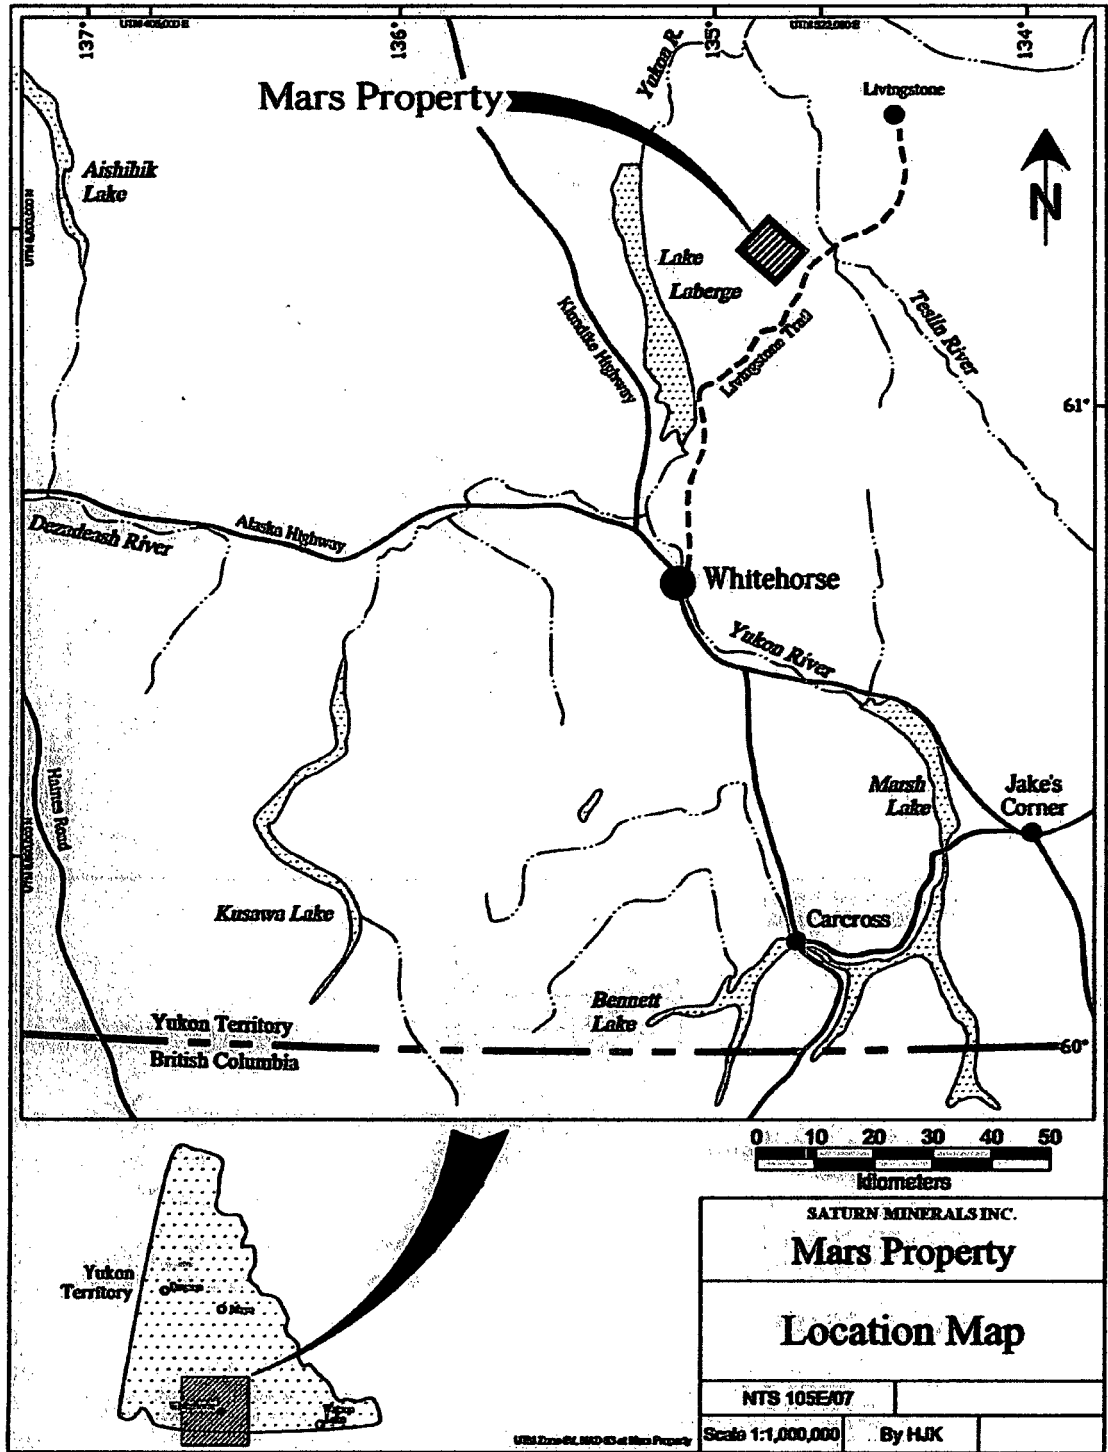 137°
136°
135°
134°
Yukon R.
Livingstone
Mars Property
Aishihik
Lake
N
Lake
Laberge
Klondike Highway
Livingstone Trail
Teslin River
61°
Dezadeash River
Alaska Highway
Whitehorse
Yukon River
Haines Road
Marsh
Lake
Jake's
Corner
Kusawa Lake
Carcross
Bennett
Lake
Yukon Territory
British Columbia
60°
0 10 20 30 40 50
kilometers
Yukon
Territory
SATURN MINERALS INC.
Mars Property
Location Map
NTS 105E/07
Scale 1:1,000,000
By HJK